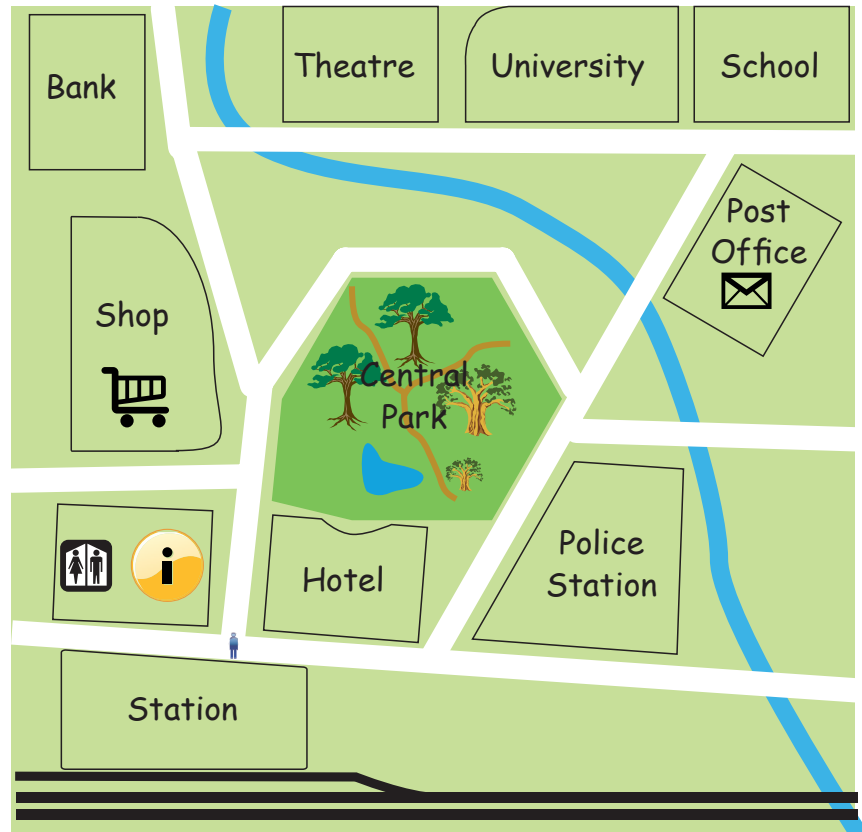 Bank
Theatre
University
School
Post
Office
Shop
Central
Park
i
Hotel
Police
Station
Station